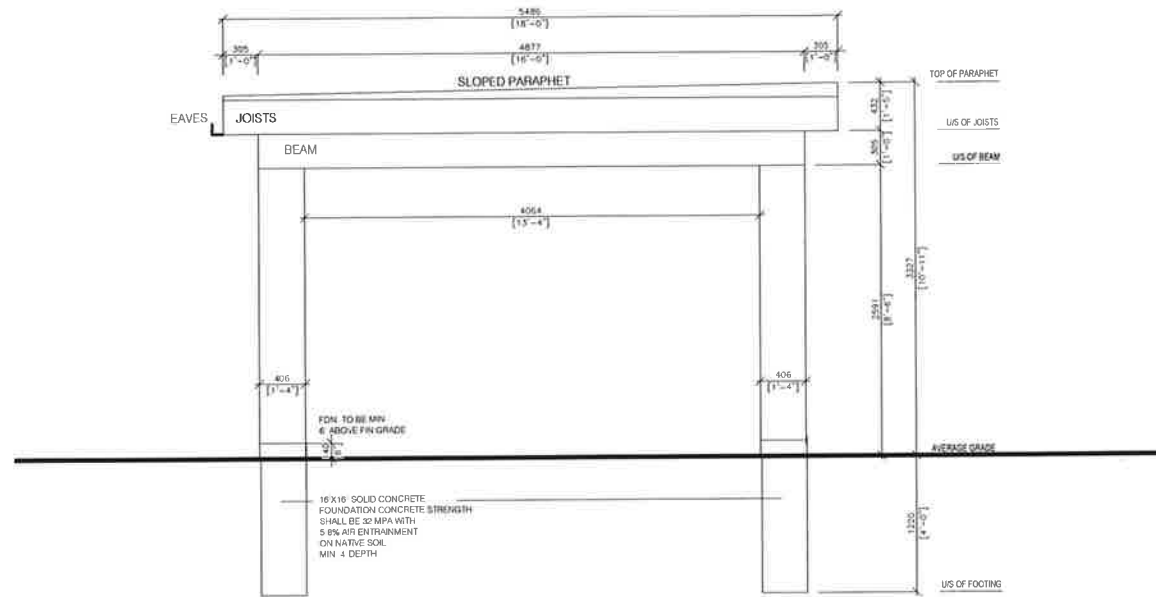 5486
[18'-0"]
305
[1'-0"]
4877
[16'-0"]
305
[1'-0"]
SLOPED PARAPHET
TOP OF PARAPHET
EAVES
JOISTS
432
[1'-5"]
U/S OF JOISTS
BEAM
305
[1'-0"]
U/S OF BEAM
4064
[13'-4"]
3327
[10'-11"]
2591
[8'-6"]
406
[1'-4"]
406
[1'-4"]
FDN. TO BE MIN
6' ABOVE FIN GRADE
140
AVERAGE GRADE
16'X16' SOLID CONCRETE
FOUNDATION CONCRETE STRENGTH
SHALL BE 32 MPA WITH
5 8% AIR ENTRAINMENT
ON NATIVE SOIL
MIN 4 DEPTH
1220
[4'-0"]
U/S OF FOOTING